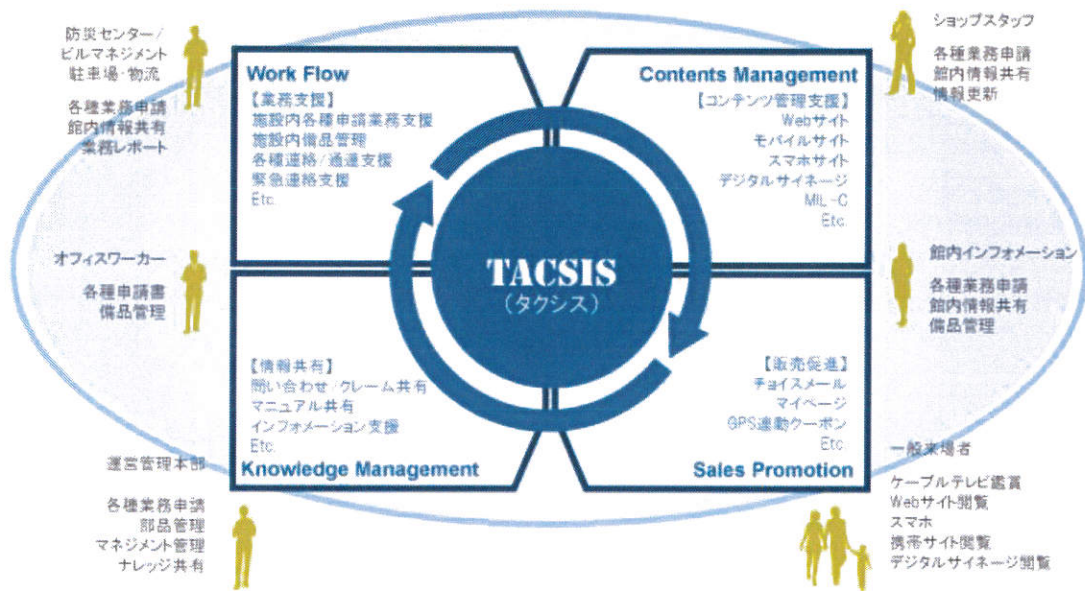 防災センター/
ビルマネジメント
駐車場・物流
各種業務申請
館内情報共有
業務レポート
ショップスタッフ
各種業務申請
館内情報共有
情報更新
Work Flow
【業務支援】
施設内各種申請業務支援
施設内備品管理
各種連絡/通達支援
緊急連絡支援
Etc.
Contents Management
【コンテンツ管理支援】
Webサイト
モバイルサイト
スマホサイト
デジタルサイネージ
MIL-C
Etc.
オフィスワーカー
各種申請書
備品管理
TACSIS
(タクシス)
館内インフォメーション
各種業務申請
館内情報共有
備品管理
【情報共有】
問い合わせ/クレーム共有
マニュアル共有
インフォメーション支援
Etc.
Knowledge Management
【販売促進】
チョイスメール
マイページ
GPS連動クーポン
Etc.
Sales Promotion
運営管理本部
各種業務申請
部品管理
マネジメント管理
ナレッジ共有
一般来場者
ケーブルテレビ鑑賞
Webサイト閲覧
スマホ
携帯サイト閲覧
デジタルサイネージ閲覧